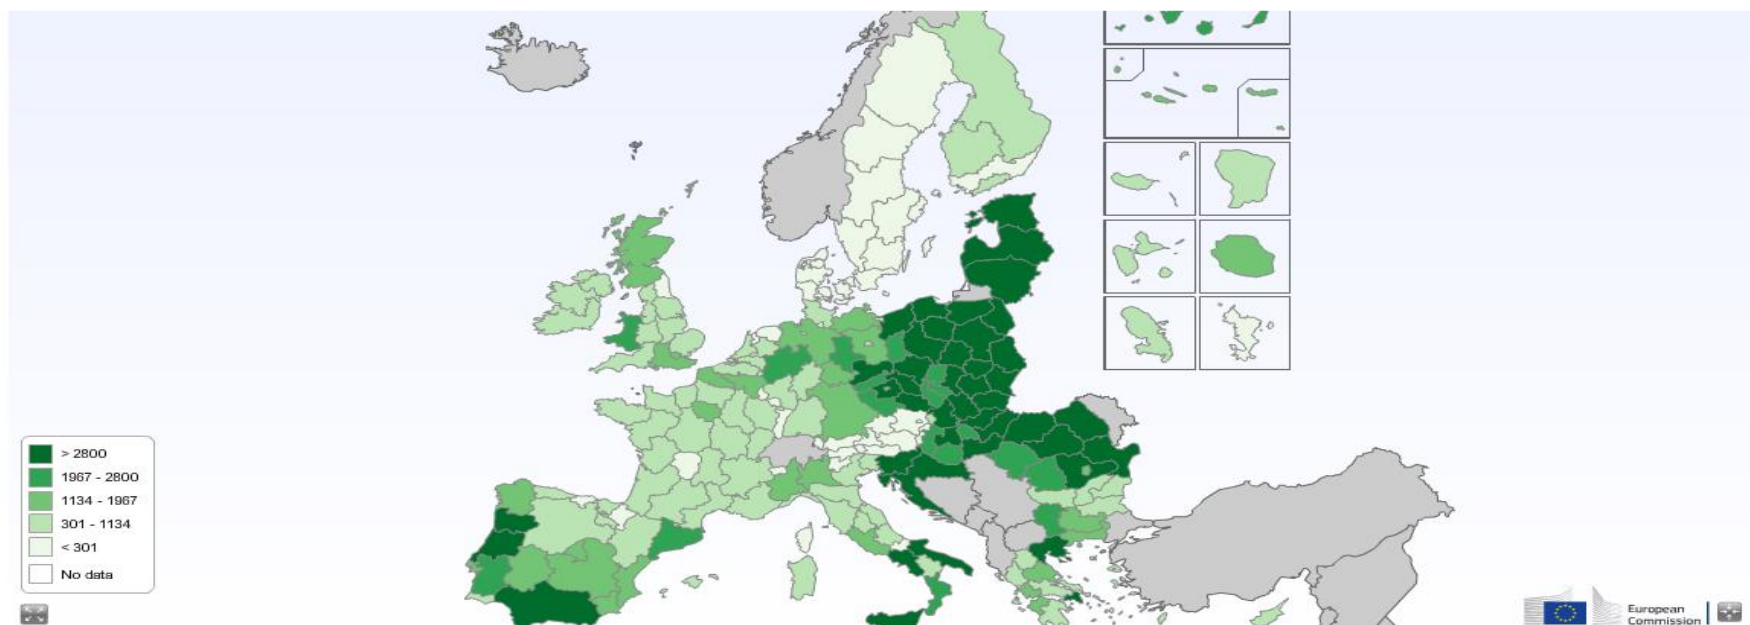 > 2800
1967 - 2800
1134 - 1967
301 - 1134
< 301
No data
European
Commission